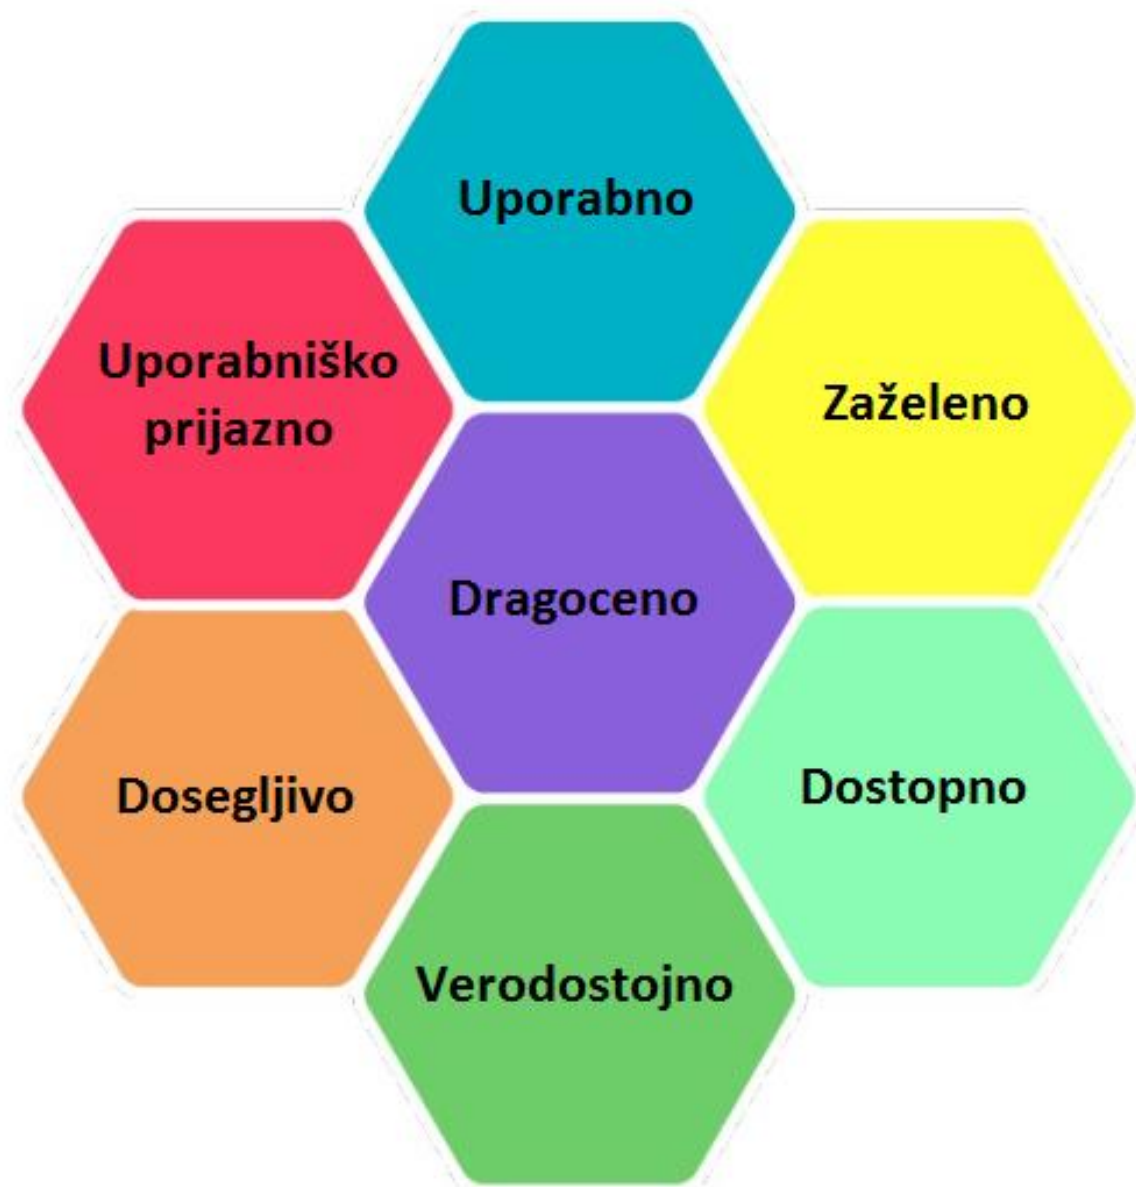 Uporabno
Uporabniško
prijazno
Zaželeno
Dragoceno
Dosegljivo
Dostopno
Verodostojno